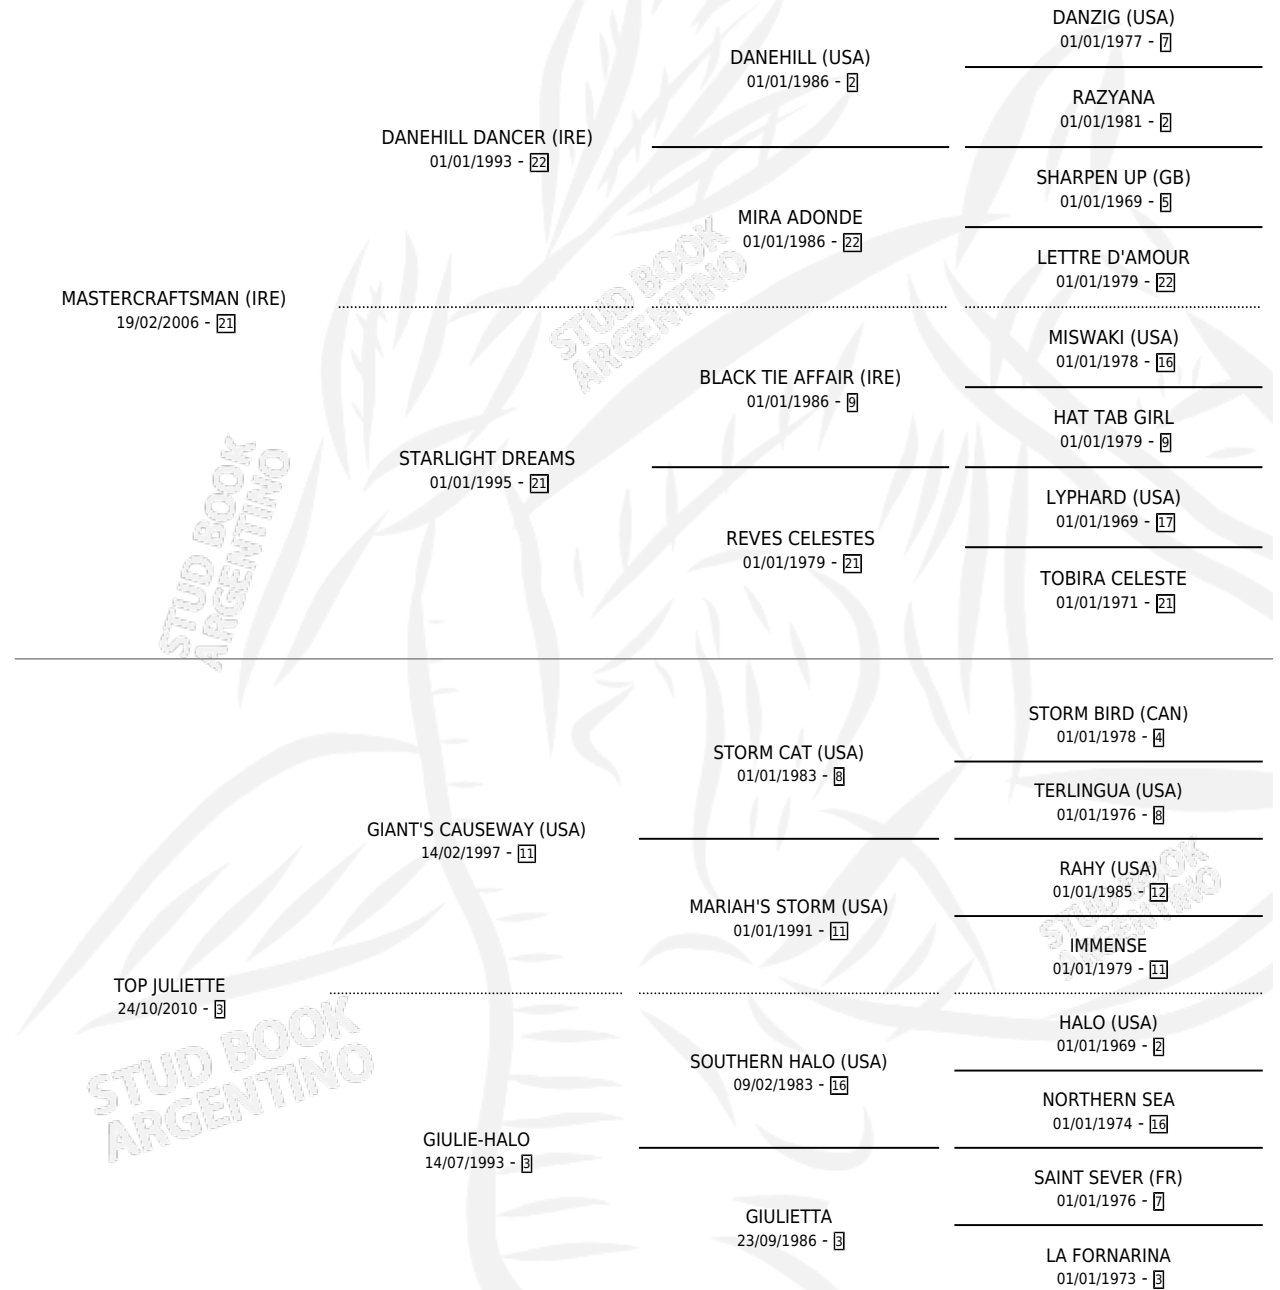 DANZIG (USA)
01/01/1977 - 7
DANEHILL (USA)
01/01/1986 - 2
RAZYANA
01/01/1981 - 2
DANEHILL DANCER (IRE)
01/01/1993 - 22
SHARPEN UP (GB)
01/01/1969 - 5
MIRA ADONDE
01/01/1986 - 22
LETTRE D'AMOUR
01/01/1979 - 22
MASTERCRAFTSMAN (IRE)
19/02/2006 - 21
STUD BOOK
ARGENTINO
MISWAKI (USA)
01/01/1978 - 16
BLACK TIE AFFAIR (IRE)
01/01/1986 - 9
HAT TAB GIRL
01/01/1979 - 9
STARLIGHT DREAMS
01/01/1995 - 21
LYPHARD (USA)
01/01/1969 - 17
REVES CELESTES
01/01/1979 - 21
TOBIRA CELESTE
01/01/1971 - 21
STUD BOOK
ARGENTINO
STORM BIRD (CAN)
01/01/1978 - 4
STORM CAT (USA)
01/01/1983 - 8
TERLINGUA (USA)
01/01/1976 - 8
GIANT'S CAUSEWAY (USA)
14/02/1997 - 11
RAHY (USA)
01/01/1985 - 12
MARIAH'S STORM (USA)
01/01/1991 - 11
IMMENSE
01/01/1979 - 11
STUD BOOK
ARGENTINO
TOP JULIETTE
24/10/2010 - 3
STUD BOOK
ARGENTINO
HALO (USA)
01/01/1969 - 2
SOUTHERN HALO (USA)
09/02/1983 - 16
NORTHERN SEA
01/01/1974 - 16
GIULIE-HALO
14/07/1993 - 3
SAINT SEVER (FR)
01/01/1976 - 7
GIULIETTA
23/09/1986 - 3
LA FORNARINA
01/01/1973 - 3